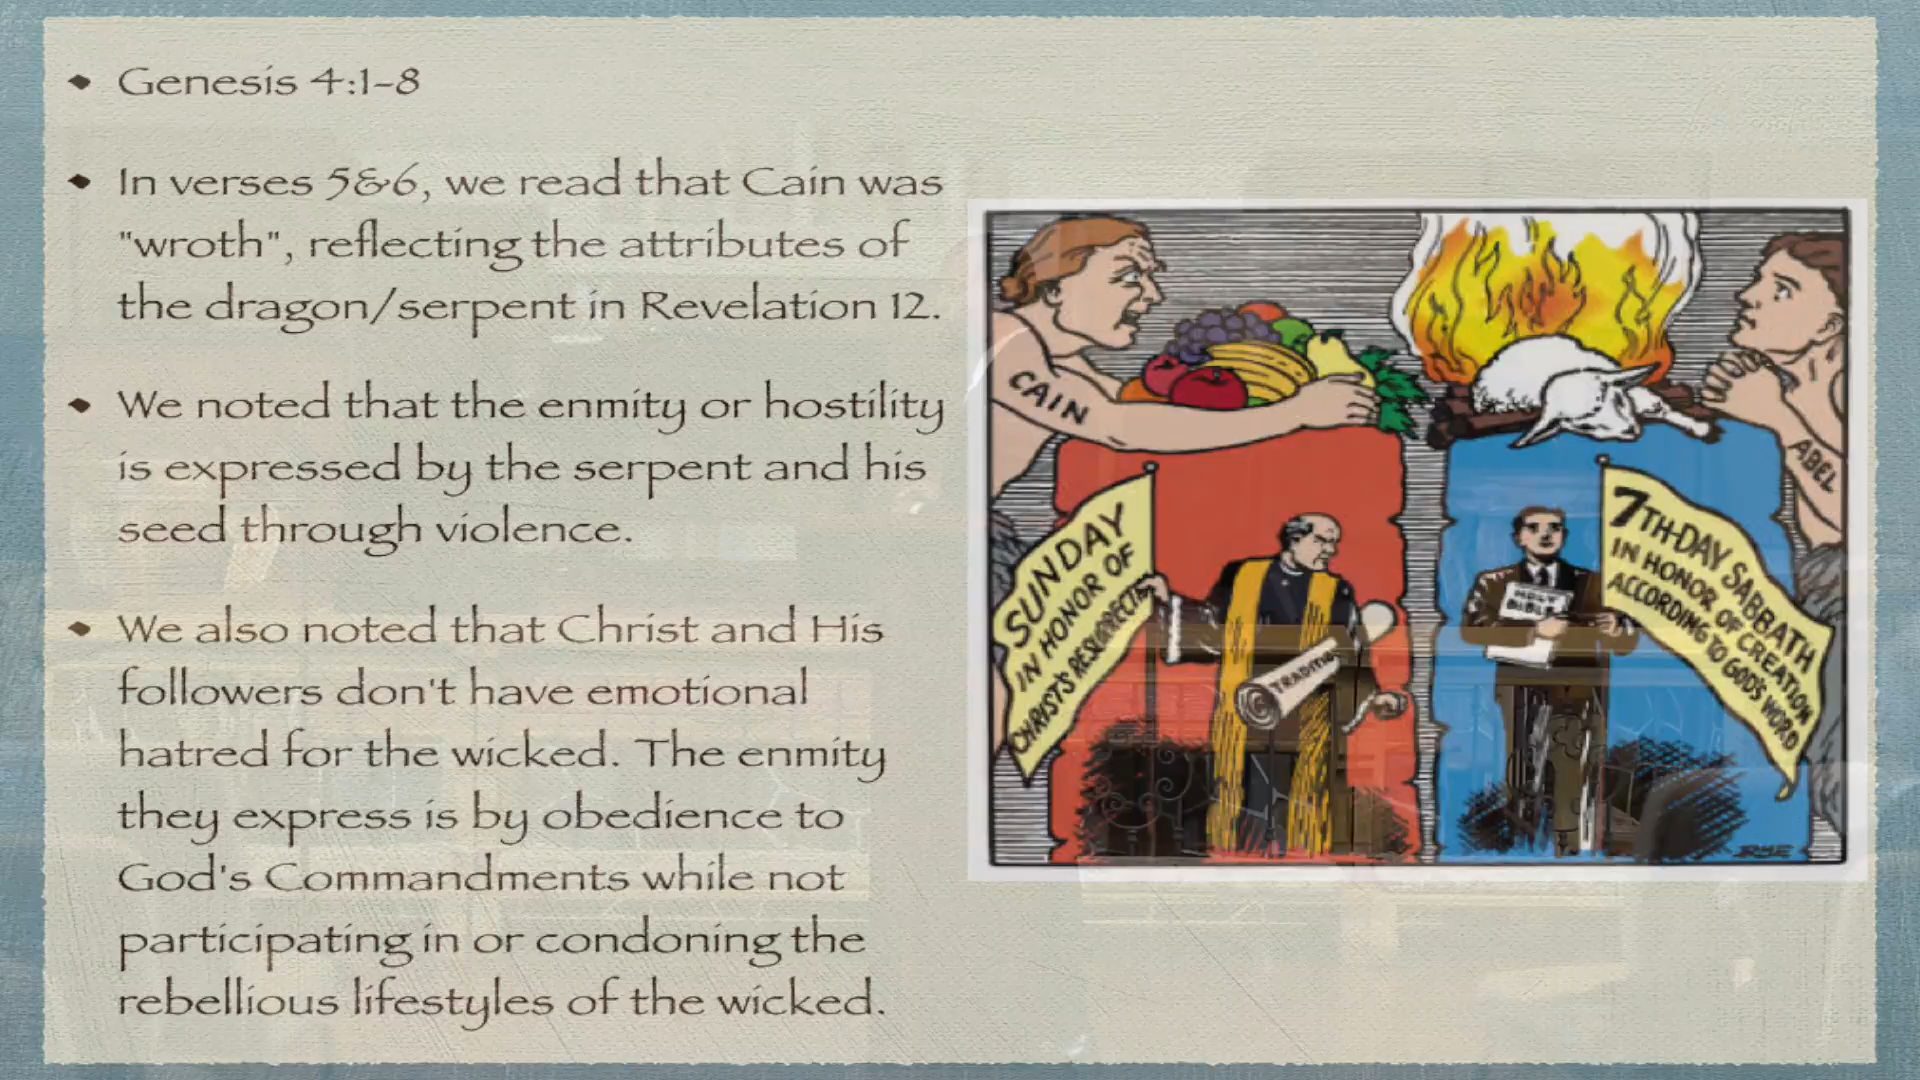 • Genesis 4:1-8
• In verses 5&6, we read that Cain was
"wroth", reflecting the attributes of
the dragon/serpent in Revelation 12.
• We noted that the enmity or hostility
is expressed by the serpent and his
seed through violence.
• We also noted that Christ and His
followers don't have emotional
hatred for the wicked. The enmity
they express is by obedience to
God's Commandments while not
participating in or condoning the
rebellious lifestyles of the wicked.
CAIN
ABEL
SUNDAY
IN HONOR OF
CHRIST'S
7TH-DAY SABBATH
IN HONOR OF CREATION
ACCORDING TO GOD'S WORD
HOLY
BIBLE